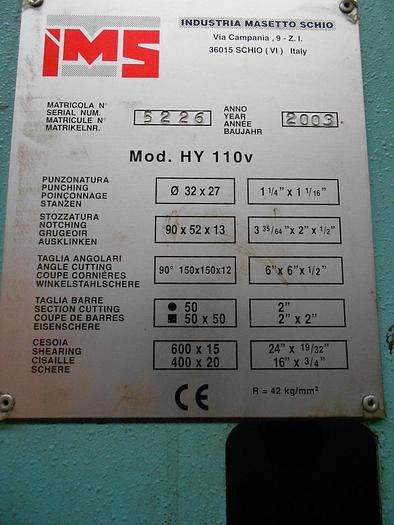 IMS
INDUSTRIA MASETTO SCHIO
Via Campania , 9 - Z. I.
36015 SCHIO ( VI ) Italy
MATRICOLA N°
SERIAL NUM.
MATRICULE N°
MATRIKELNR.
5226
ANNO
YEAR
ANNÉE
BAUJAHR
2003
Mod. HY 110v
PUNZONATURA
PUNCHING
POINÇONNAGE
STANZEN
Ø 32 x 27
1 1/4" x 1 1/16"
STOZZATURA
NOTCHING
GRUGEOIR
AUSKLINKEN
90 x 52 x 13
3 35/64 "x 2" x 1/2"
TAGLIA ANGOLARI
ANGLE CUTTING
COUPE CORNIÈRES
WINKELSTAHLSCHERE
90° 150x150x12
6"x 6"x 1/2"
TAGLIA BARRE
SECTION CUTTING
COUPE DE BARRES
EISENSCHERE
● 50
■ 50 x 50
2"
2" x 2"
CESOIA
SHEARING
CISAILLE
SCHERE
600 x 15
400 x 20
24" x 19/32"
16" x 3/4"
CE
R = 42 kg/mm²